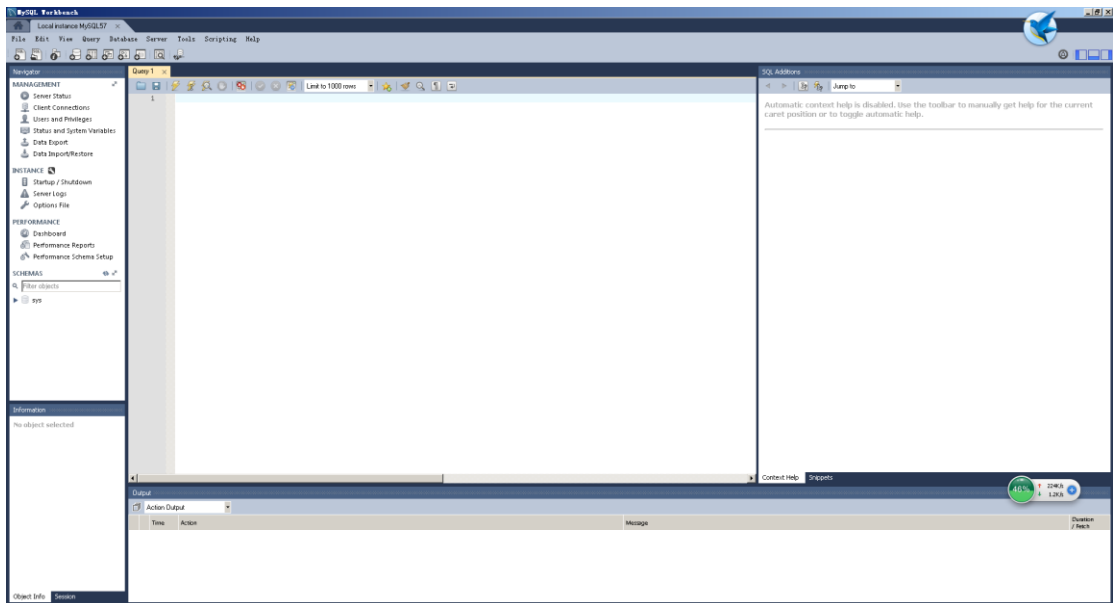 MySQL Workbench
Local instance MySQL57 ×
File Edit View Query Database Server Tools Scripting Help
Navigator
MANAGEMENT
Server Status
Client Connections
Users and Privileges
Status and System Variables
Data Export
Data Import/Restore
INSTANCE
Startup / Shutdown
Server Logs
Options File
PERFORMANCE
Dashboard
Performance Reports
Performance Schema Setup
SCHEMAS
Filter objects
sys
Information
No object selected
Object Info Session
Query 1 ×
Limit to 1000 rows
1
Output
Action Output
Time Action Message Duration / Fetch
SQL Additions
Jump to
Automatic context help is disabled. Use the toolbar to manually get help for the current
caret position or to toggle automatic help.
Context Help Snippets
46% ↑ 224K/s
↓ 1.2K/s